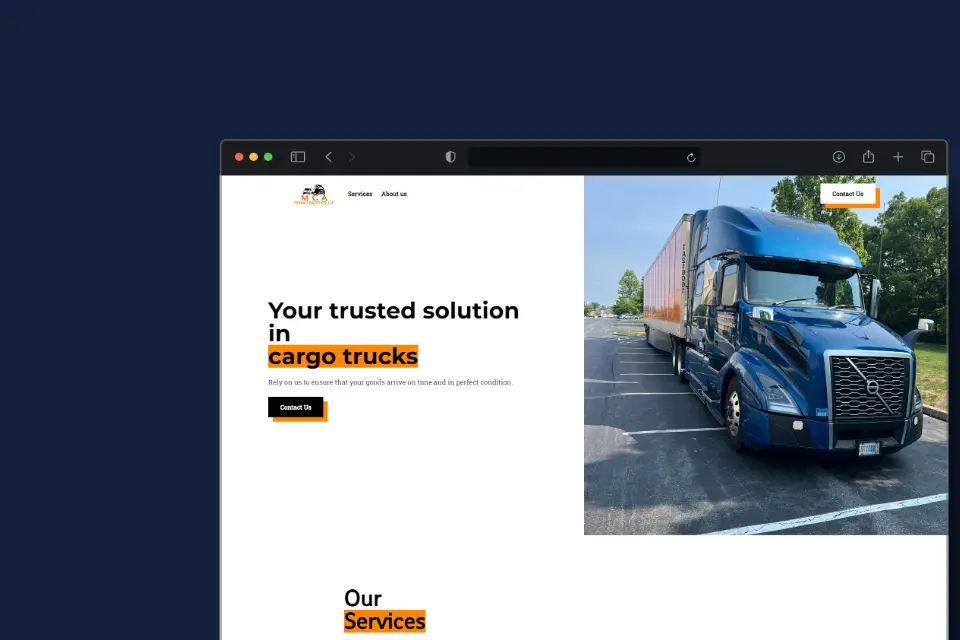 MCA
Services
About us
Contact Us
Your trusted solution
in
cargo trucks
Rely on us to ensure that your goods arrive on time and in perfect condition.
Contact Us
Our
Services